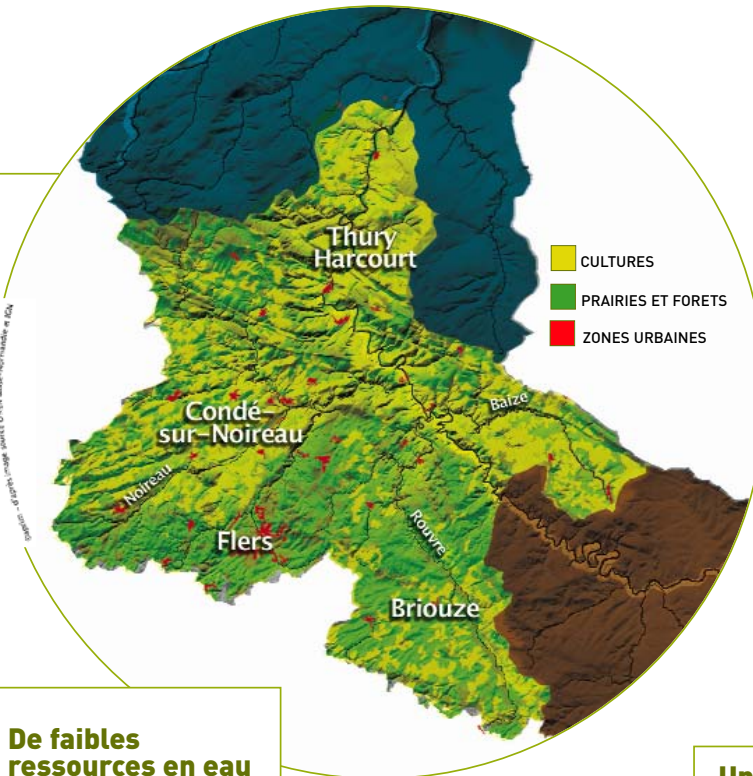 Thury
Harcourt
CULTURES
PRAIRIES ET FORETS
ZONES URBAINES
Baize
Condé-
sur-Noireau
Noireau
Flers
Rouvre
Briouze
De faibles
ressources en eau